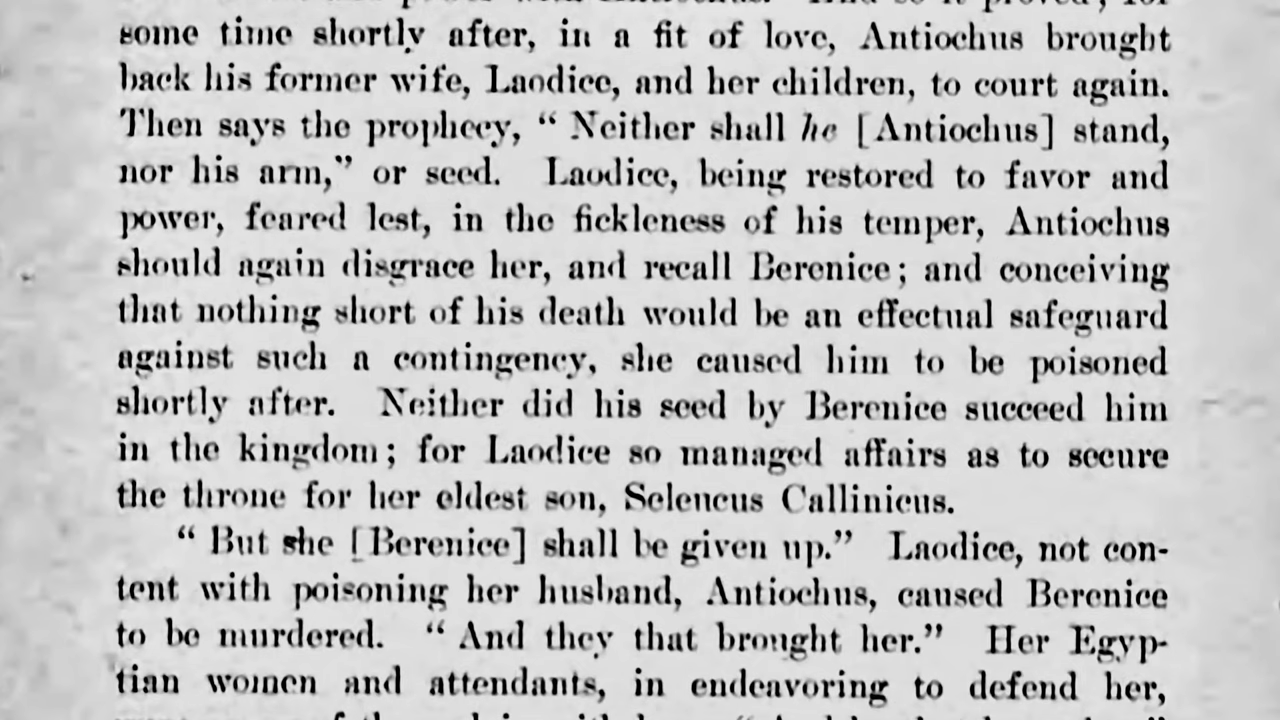 some time shortly after, in a fit of love, Antiochus brought
back his former wife, Laodice, and her children, to court again.
Then says the prophecy, “ Neither shall he [Antiochus] stand,
nor his arm,” or seed. Laodice, being restored to favor and
power, feared lest, in the fickleness of his temper, Antiochus
should again disgrace her, and recall Berenice; and conceiving
that nothing short of his death would be an effectual safeguard
against such a contingency, she caused him to be poisoned
shortly after. Neither did his seed by Berenice succeed him
in the kingdom; for Laodice so managed affairs as to secure
the throne for her eldest son, Seleucus Callinicus.
“ But she [Berenice] shall be given up.” Laodice, not con-
tent with poisoning her husband, Antiochus, caused Berenice
to be murdered. “ And they that brought her.” Her Egyp-
tian women and attendants, in endeavoring to defend her,